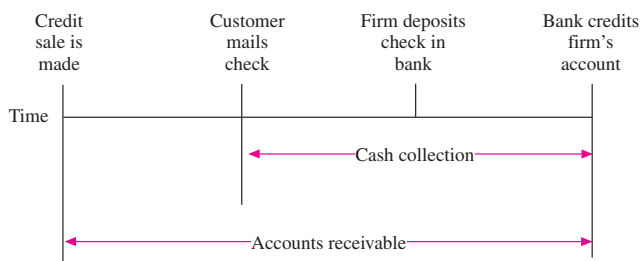 Credit
sale is
made
Customer
mails
check
Firm deposits
check in
bank
Bank credits
firm's
account
Time
Cash collection
Accounts receivable